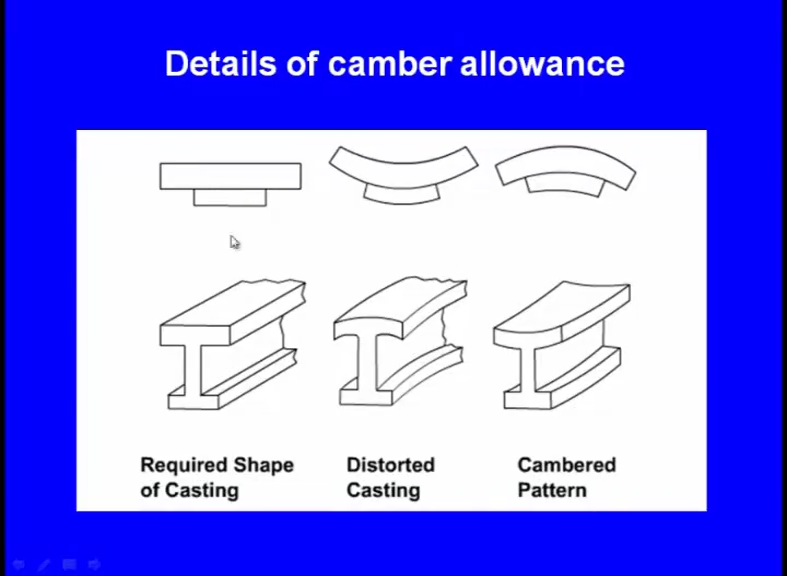 Details of camber allowance
Required Shape
of Casting
Distorted
Casting
Cambered
Pattern